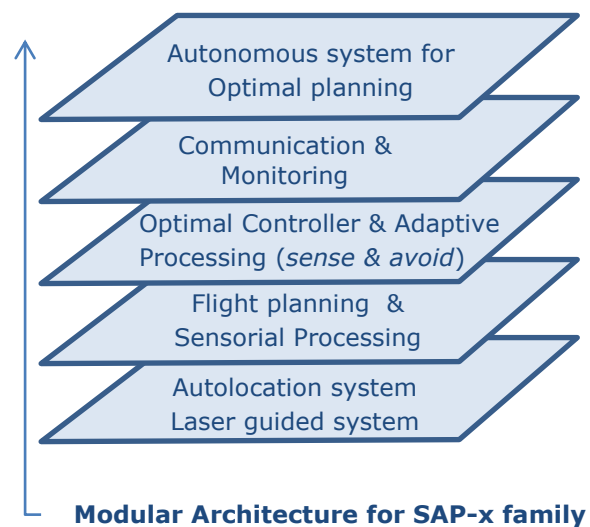 Autonomous system for
Optimal planning
Communication &
Monitoring
Optimal Controller & Adaptive
Processing (sense & avoid)
Flight planning &
Sensorial Processing
Autolocation system
Laser guided system
Modular Architecture for SAP-x family